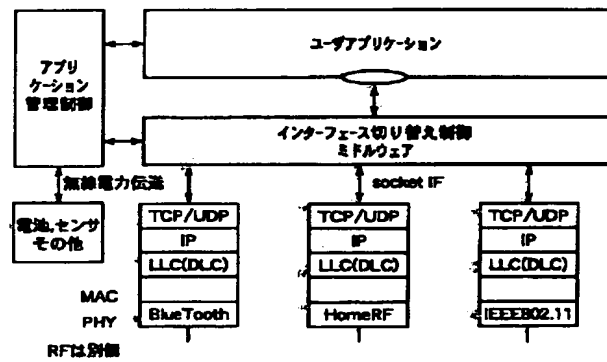 ユーザアプリケーション
アプリ
ケーション
管理制御
インターフェース切り替え制御
ミドルウェア
無線電力伝送
socket IF
電池,センサ
その他
TCP/UDP
IP
LLC(DLC)
BlueTooth
TCP/UDP
IP
LLC(DLC)
HomeRF
TCP/UDP
IP
LLC(DLC)
IEEE802.11
MAC
PHY
RFは別個